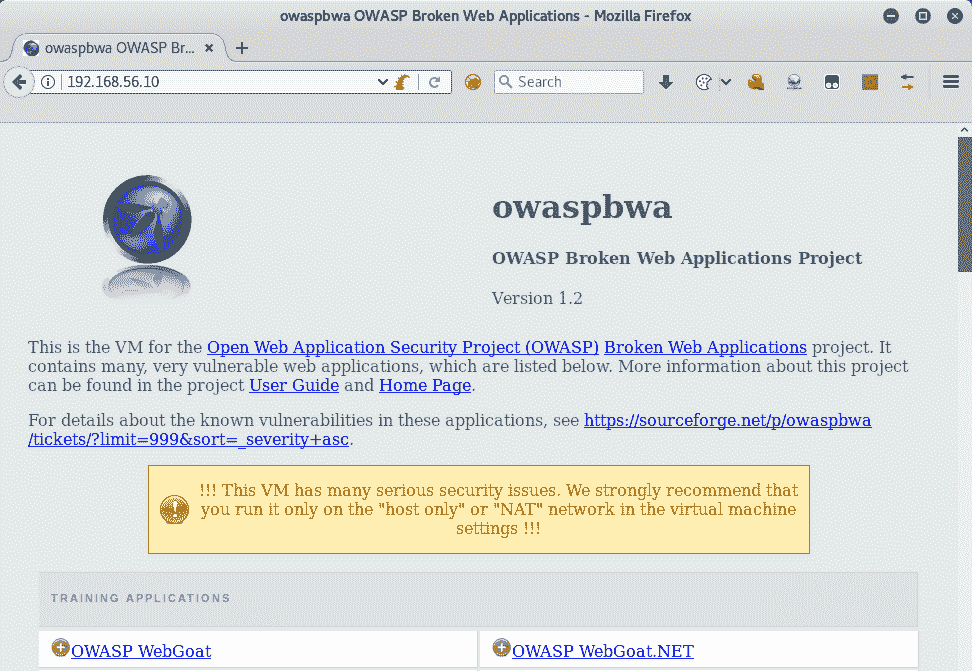 owaspbwa OWASP Broken Web Applications - Mozilla Firefox
owaspbwa OWASP Br...
192.168.56.10
Search
owaspbwa
OWASP Broken Web Applications Project
Version 1.2
This is the VM for the Open Web Application Security Project (OWASP) Broken Web Applications project. It
contains many, very vulnerable web applications, which are listed below. More information about this project
can be found in the project User Guide and Home Page.
For details about the known vulnerabilities in these applications, see https://sourceforge.net/p/owaspbwa
/tickets/?limit=999&sort=_severity+asc.
!!! This VM has many serious security issues. We strongly recommend that
you run it only on the "host only" or "NAT" network in the virtual machine
settings !!!
TRAINING APPLICATIONS
OWASP WebGoat
OWASP WebGoat.NET